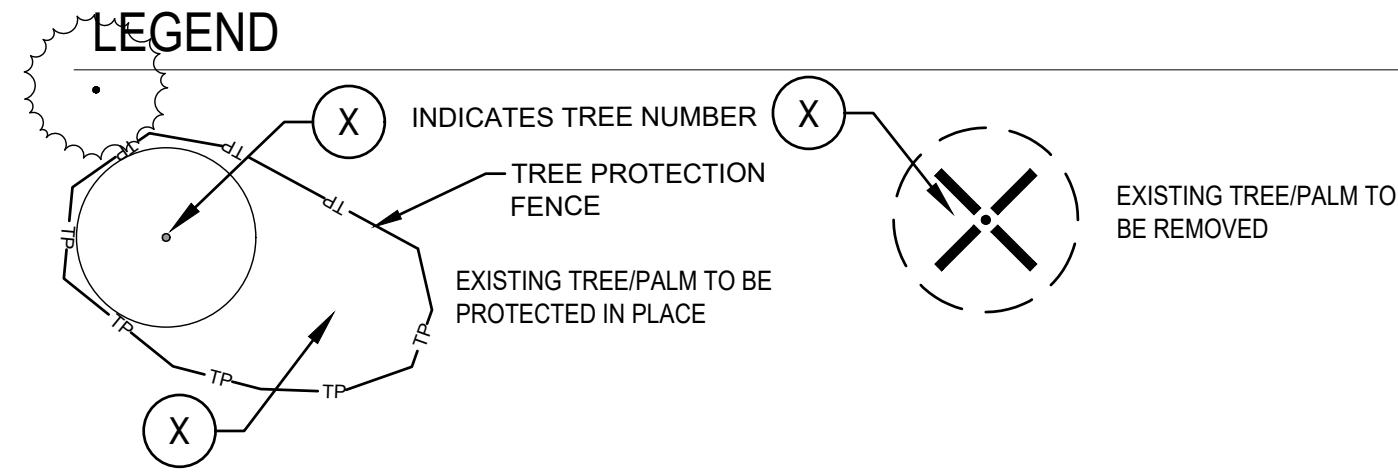 LEGEND
X
INDICATES TREE NUMBER
X
TREE PROTECTION
FENCE
EXISTING TREE/PALM TO
BE REMOVED
EXISTING TREE/PALM TO BE
PROTECTED IN PLACE
TP
TP
TP
TP
TP
TP
TP
TP
X